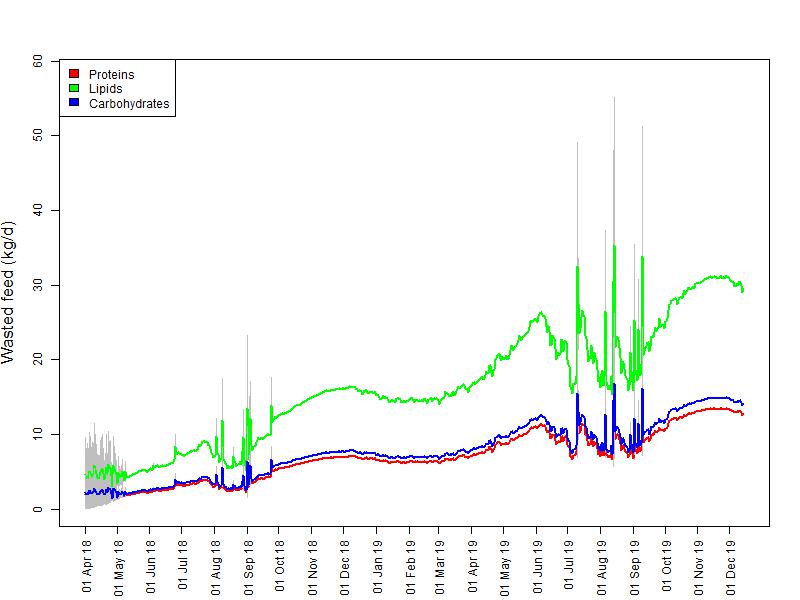 Proteins
Lipids
Carbohydrates
Wasted feed (kg/d)
60
50
40
30
20
10
0
01 Apr 18
01 May 18
01 Jun 18
01 Jul 18
01 Aug 18
01 Sep 18
01 Oct 18
01 Nov 18
01 Dec 18
01 Jan 19
01 Feb 19
01 Mar 19
01 Apr 19
01 May 19
01 Jun 19
01 Jul 19
01 Aug 19
01 Sep 19
01 Oct 19
01 Nov 19
01 Dec 19